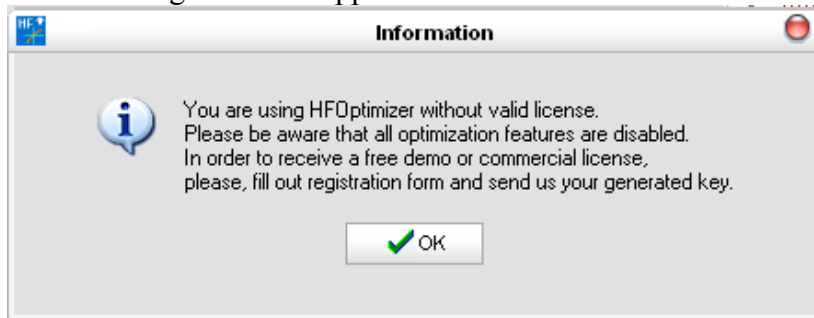 HF
Information
You are using HFOptimizer without valid license.
Please be aware that all optimization features are disabled.
In order to receive a free demo or commercial license,
please, fill out registration form and send us your generated key.
OK